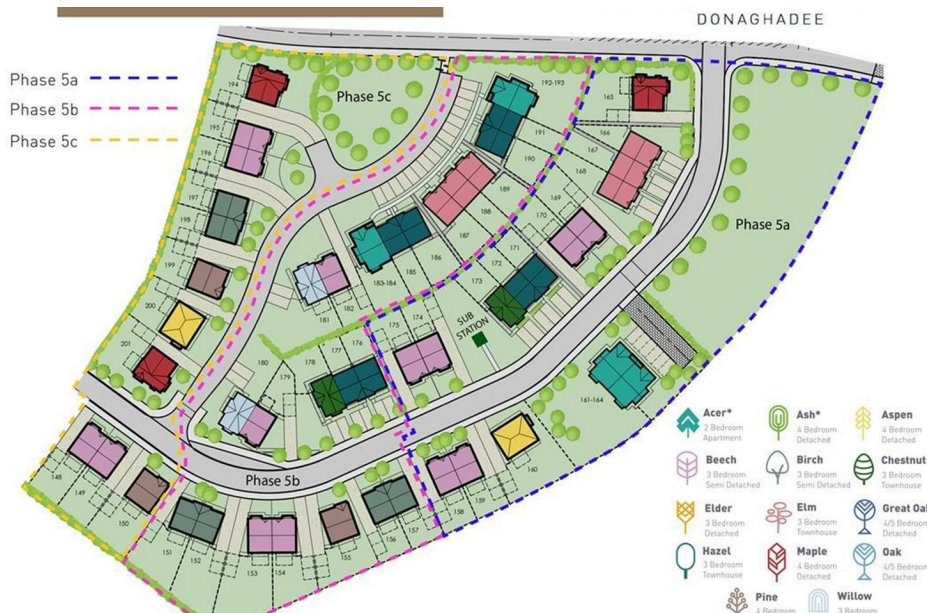 DONAGHADEE
Phase 5a
Phase 5b
Phase 5c
Phase 5c
Phase 5a
Phase 5b
SUB
STATION
192-193
194
195
196
197
198
199
200
201
191
190
189
188
187
186
185
183-184
182
181
180
179
178
177
176
175
174
173
172
171
170
169
168
167
166
165
161-164
160
159
158
157
156
155
154
153
152
151
150
149
148
Acer*
2 Bedroom
Apartment
Ash*
4 Bedroom
Detached
Aspen
4 Bedroom
Detached
Beech
3 Bedroom
Semi Detached
Birch
3 Bedroom
Semi Detached
Chestnut
3 Bedroom
Townhouse
Elder
3 Bedroom
Detached
Elm
3 Bedroom
Townhouse
Great Oak
4/5 Bedroom
Detached
Hazel
3 Bedroom
Townhouse
Maple
4 Bedroom
Detached
Oak
4/5 Bedroom
Detached
Pine
4 Bedroom
Willow
3 Bedroom